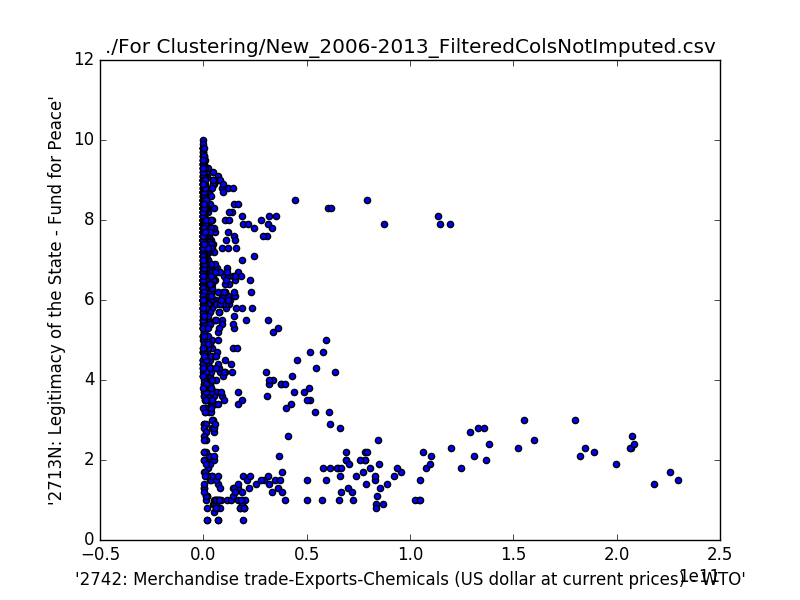 ./For Clustering/New_2006-2013_FilteredColsNotImputed.csv
12
10
8
6
4
2
0
'2713N: Legitimacy of the State - Fund for Peace'
−0.5 0.0 0.5 1.0 1.5 2.0 2.5
1e11
'2742: Merchandise trade-Exports-Chemicals (US dollar at current prices) - WTO'